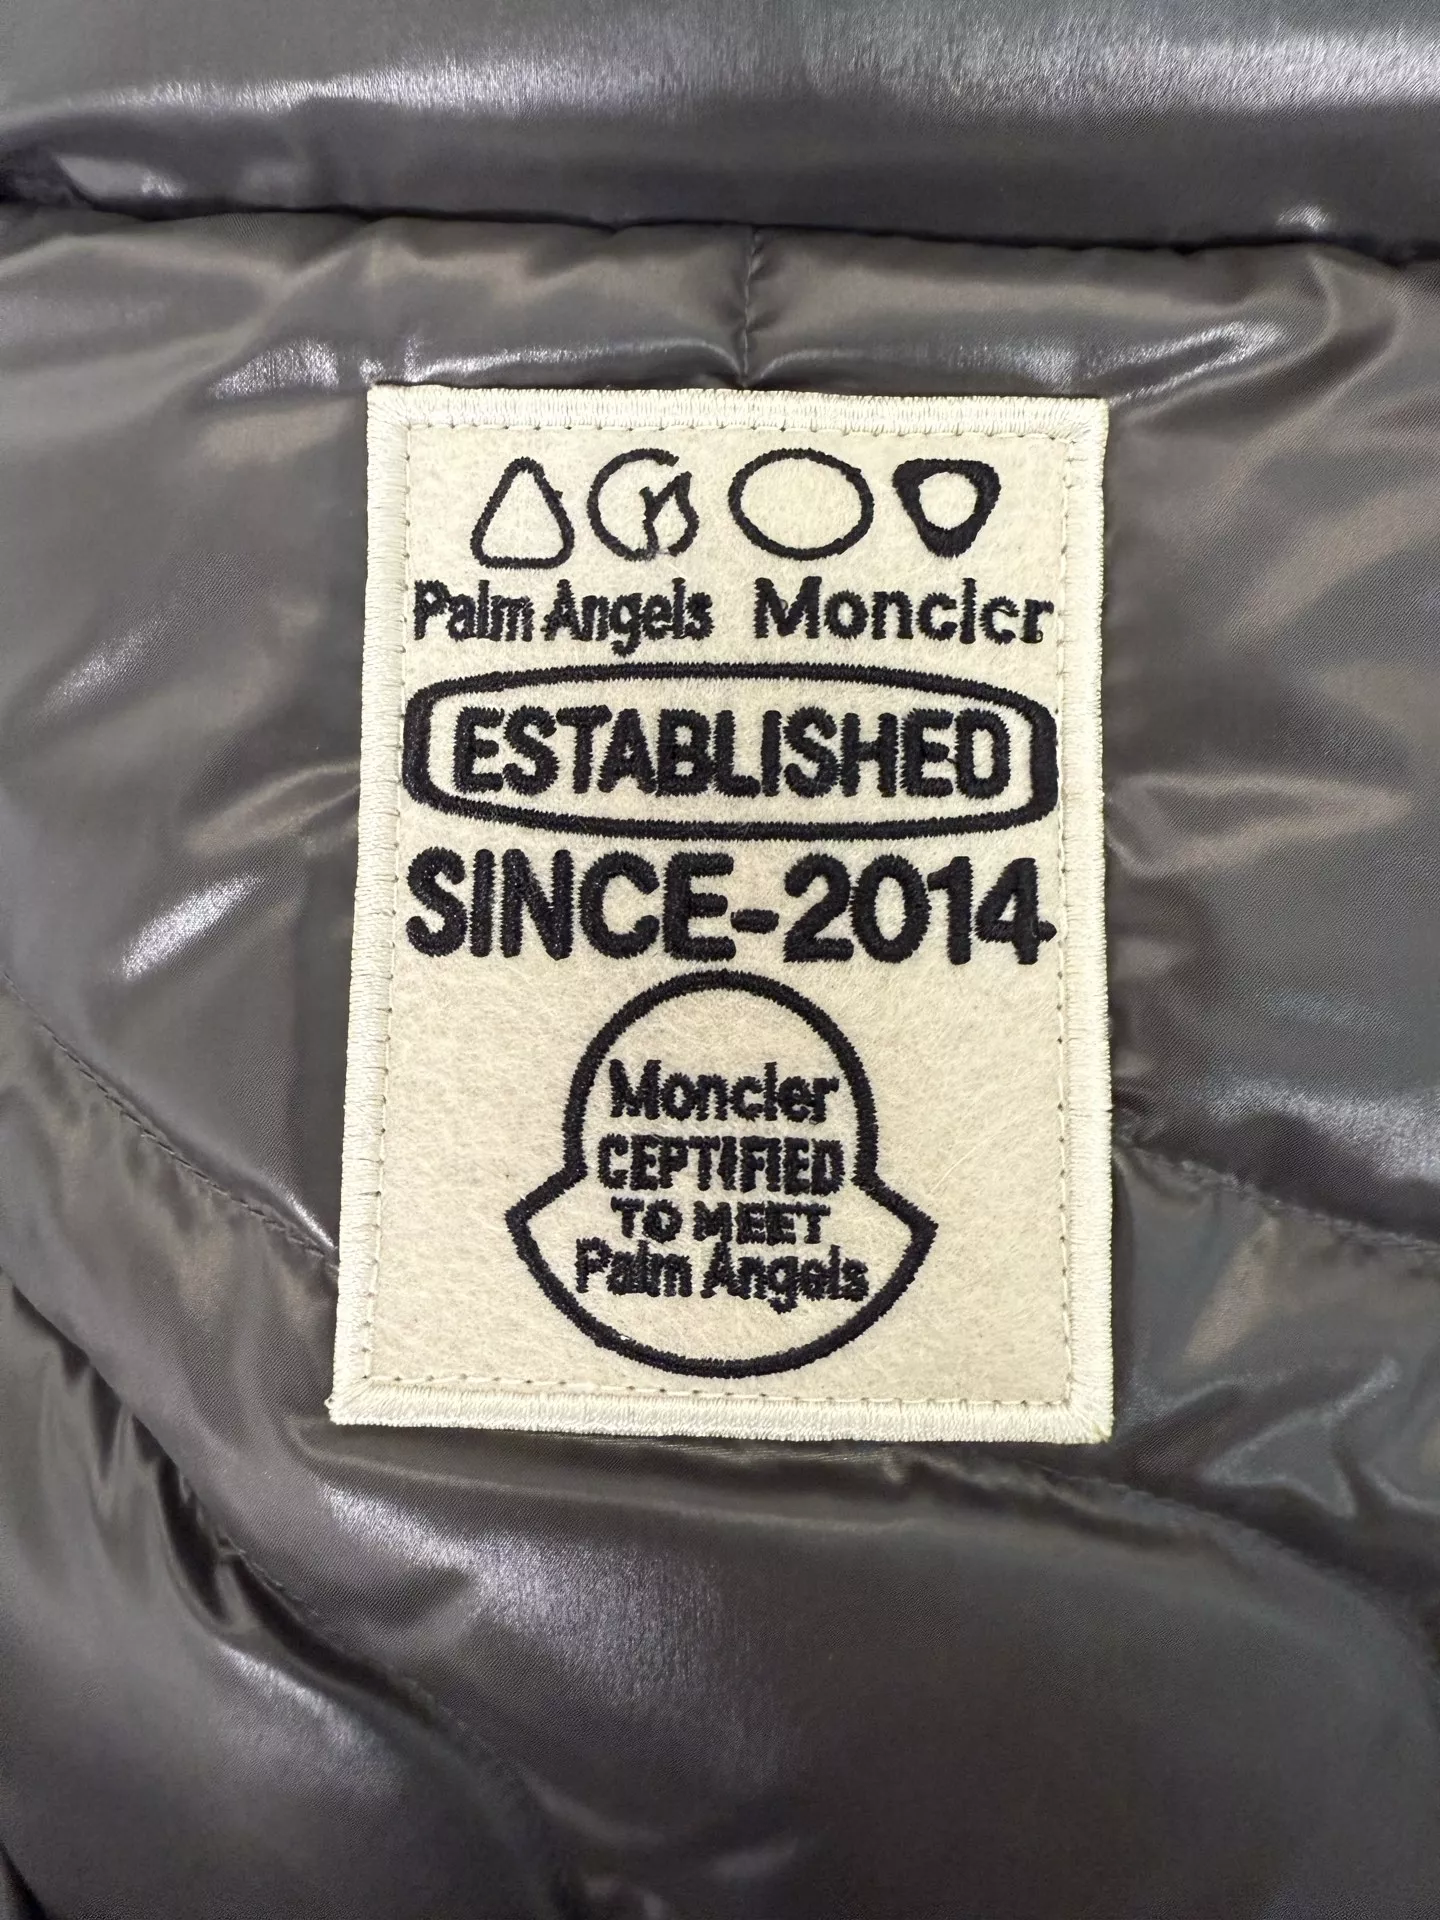 Palm Angels Moncler
ESTABLISHED
SINCE-2014
Moncler
CEPTIFIED
TO MEET
Palm Angels